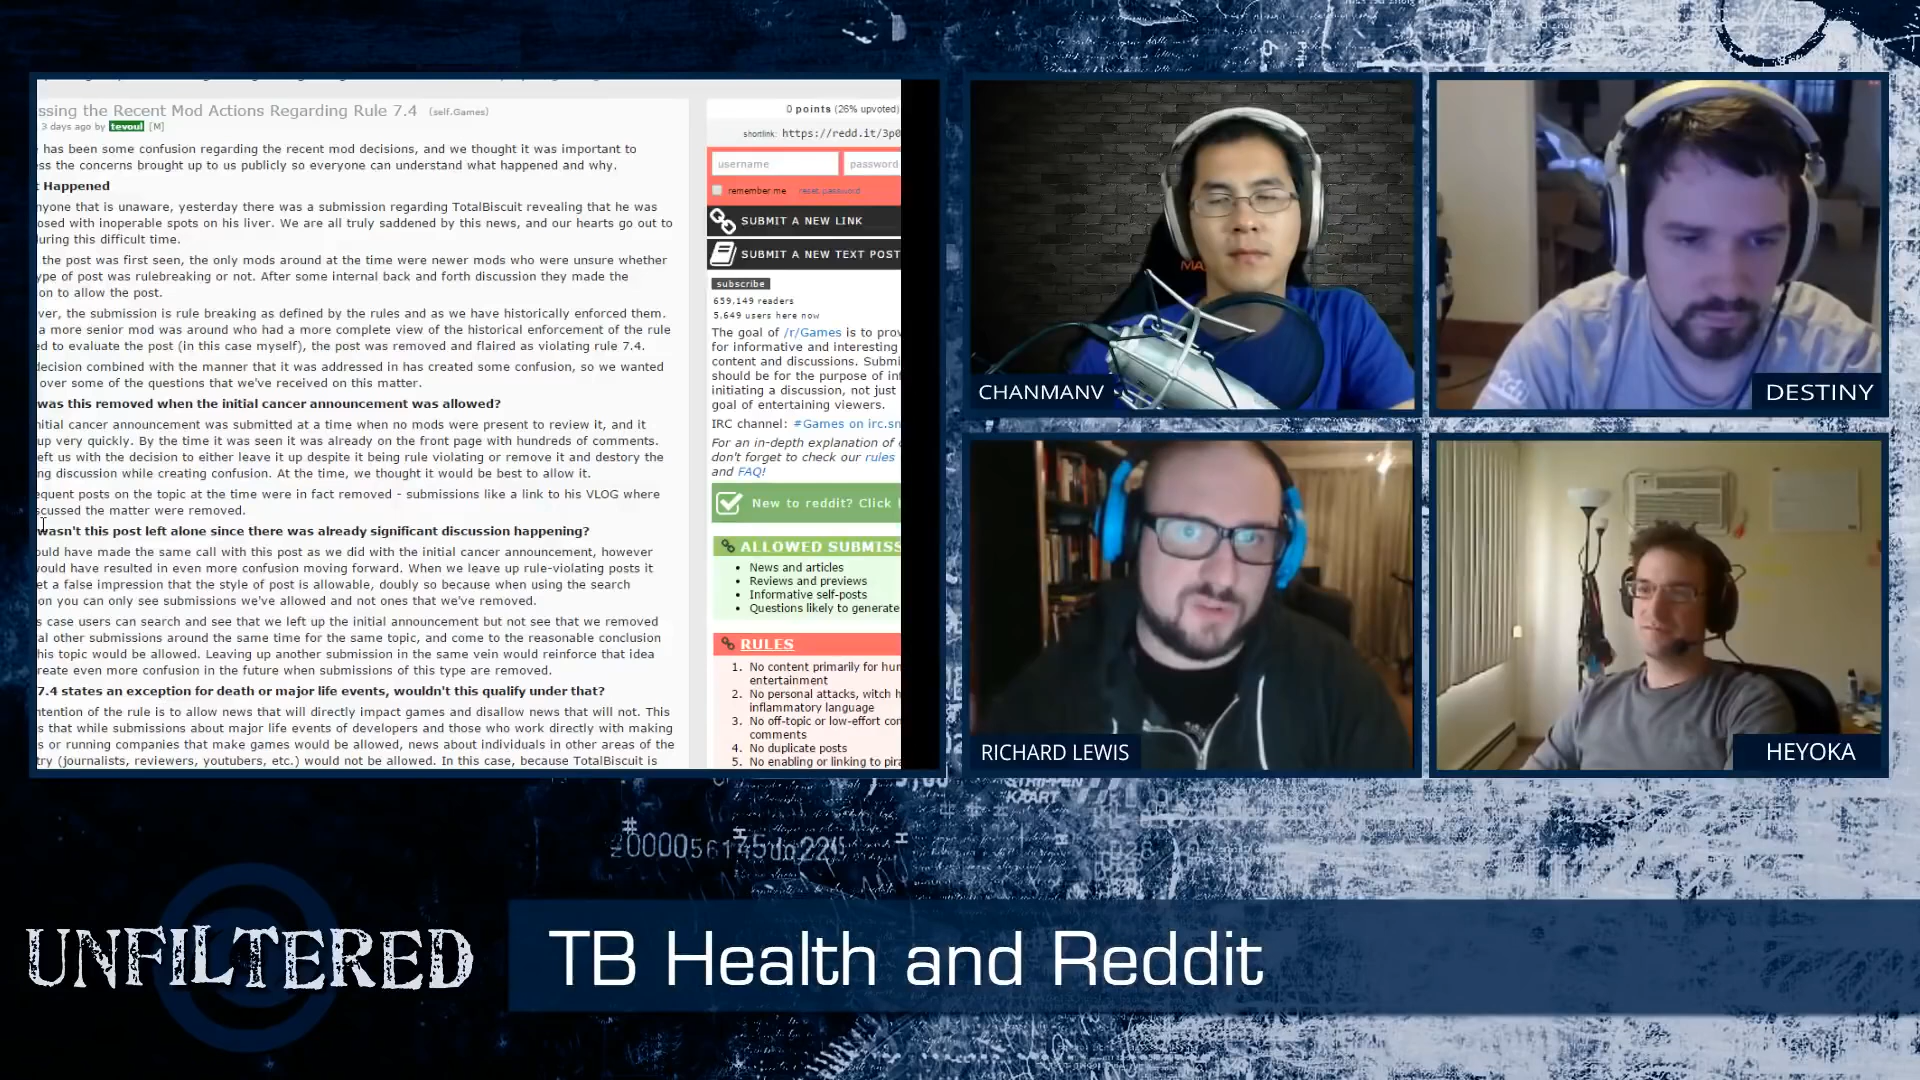 ssing the Recent Mod Actions Regarding Rule 7.4 (self.Games)
3 days ago by tevoul [M]
has been some confusion regarding the recent mod decisions, and we thought it was important to
ess the concerns brought up to us publicly so everyone can understand what happened and why.
t Happened
nyone that is unaware, yesterday there was a submission regarding TotalBiscuit revealing that he was
osed with inoperable spots on his liver. We are all truly saddened by this news, and our hearts go out to
during this difficult time.
the post was first seen, the only mods around at the time were newer mods who were unsure whether
ype of post was rulebreaking or not. After some internal back and forth discussion they made the
on to allow the post.
ver, the submission is rule breaking as defined by the rules and as we have historically enforced them.
a more senior mod was around who had a more complete view of the historical enforcement of the rule
ed to evaluate the post (in this case myself), the post was removed and flaired as violating rule 7.4.
decision combined with the manner that it was addressed in has created some confusion, so we wanted
over some of the questions that we've received on this matter.
was this removed when the initial cancer announcement was allowed?
nitial cancer announcement was submitted at a time when no mods were present to review it, and it
up very quickly. By the time it was seen it was already on the front page with hundreds of comments.
eft us with the decision to either leave it up despite it being rule violating or remove it and destory the
ng discussion while creating confusion. At the time, we thought it would be best to allow it.
equent posts on the topic at the time were in fact removed - submissions like a link to his VLOG where
scussed the matter were removed.
wasn't this post left alone since there was already significant discussion happening?
ould have made the same call with this post as we did with the initial cancer announcement, however
would have resulted in even more confusion moving forward. When we leave up rule-violating posts it
et a false impression that the style of post is allowable, doubly so because when using the search
on you can only see submissions we've allowed and not ones that we've removed.
s case users can search and see that we left up the initial announcement but not see that we removed
al other submissions around the same time for the same topic, and come to the reasonable conclusion
his topic would be allowed. Leaving up another submission in the same vein would reinforce that idea
reate even more confusion in the future when submissions of this type are removed.
7.4 states an exception for death or major life events, wouldn't this qualify under that?
ntention of the rule is to allow news that will directly impact games and disallow news that will not. This
s that while submissions about major life events of developers and those who work directly with making
s or running companies that make games would be allowed, news about individuals in other areas of the
try (journalists, reviewers, youtubers, etc.) would not be allowed. In this case, because TotalBiscuit is
0 points (26% upvoted)
shortlink: https://redd.it/3p0
username
password
remember me reset password
SUBMIT A NEW LINK
SUBMIT A NEW TEXT POST
subscribe
659,149 readers
5,649 users here now
The goal of /r/Games is to prov
for informative and interesting
content and discussions. Submi
should be for the purpose of in
initiating a discussion, not just
goal of entertaining viewers.
IRC channel: #Games on irc.sn
For an in-depth explanation of
don't forget to check our rules
and FAQ!
New to reddit? Click
ALLOWED SUBMISS
News and articles
Reviews and previews
Informative self-posts
Questions likely to generate
RULES
1. No content primarily for hum
entertainment
2. No personal attacks, witch h
inflammatory language
3. No off-topic or low-effort con
comments
4. No duplicate posts
5. No enabling or linking to pira
CHANMANV
DESTINY
RICHARD LEWIS
HEYOKA
UNFILTERED
TB Health and Reddit